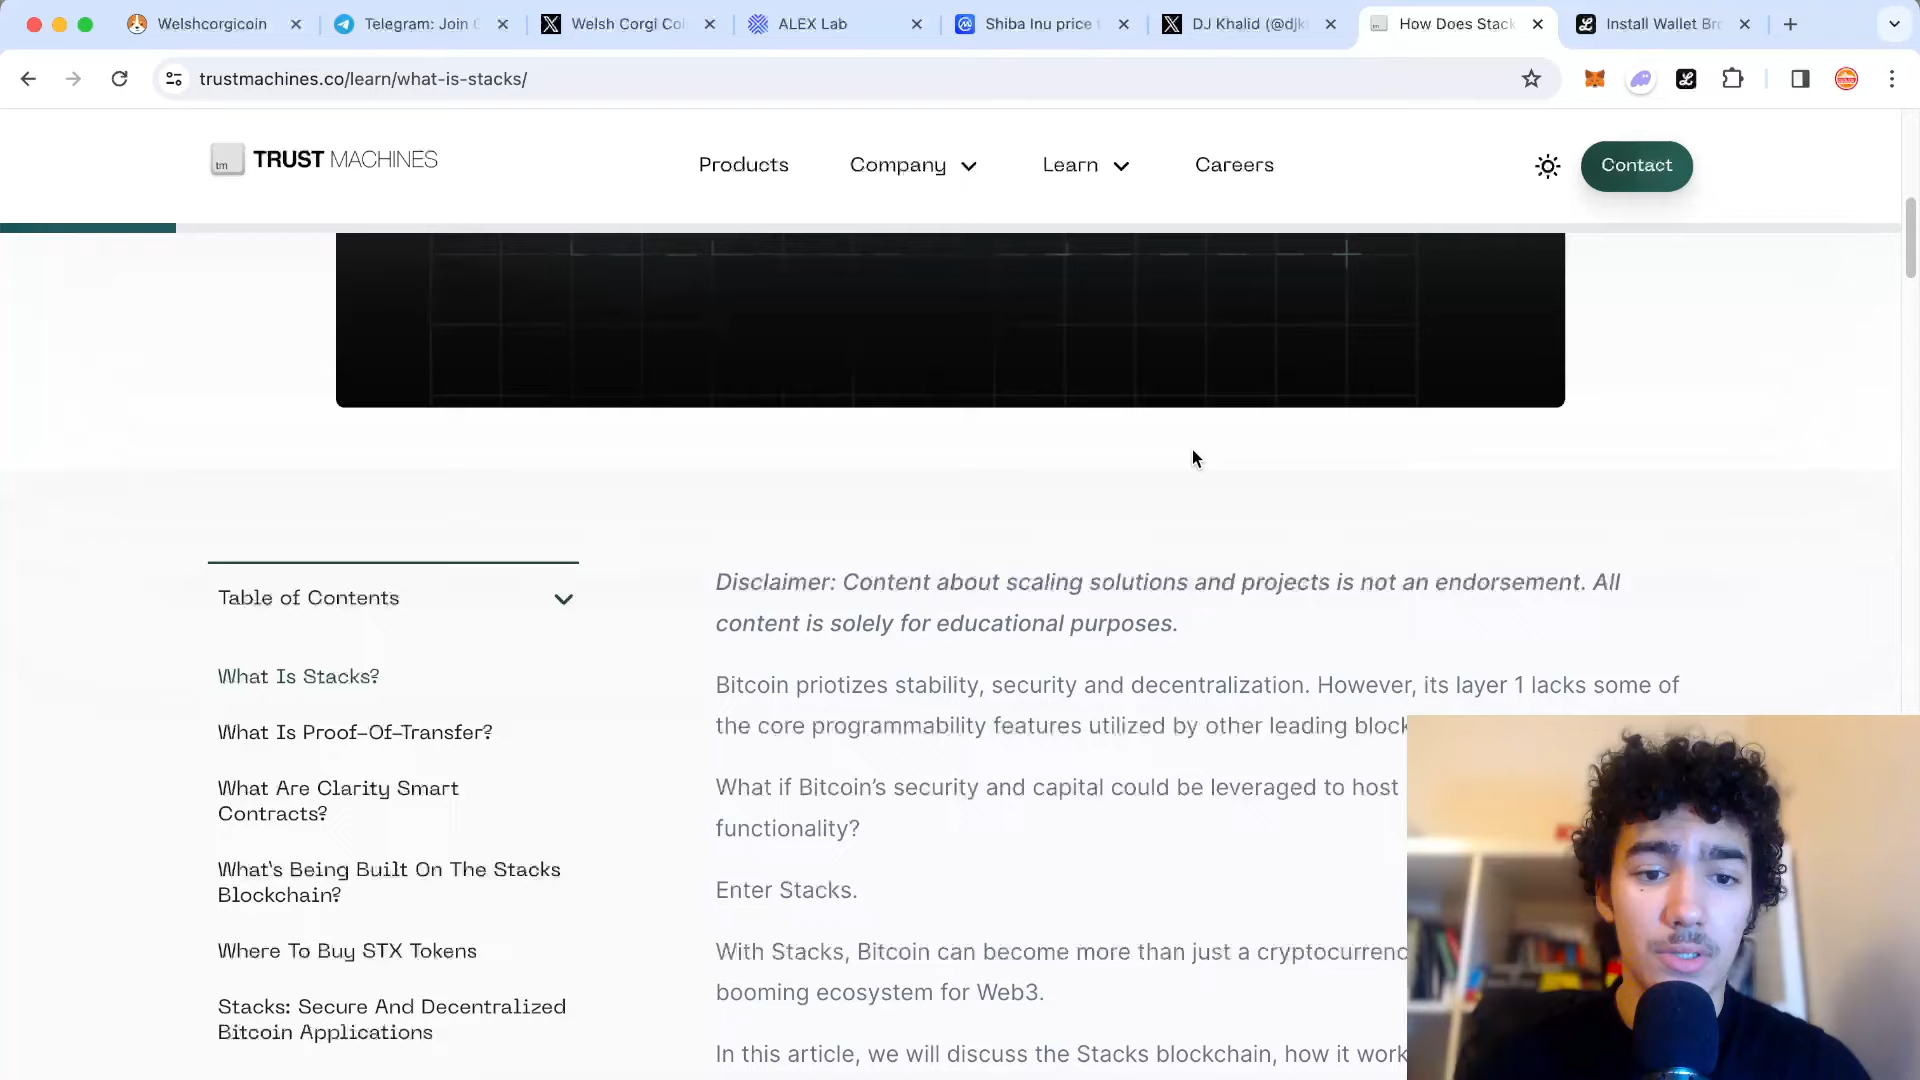 Welshcorgicoin
Telegram: Join
Welsh Corgi Coi
ALEX Lab
Shiba Inu price
DJ Khalid (@djk
How Does Stack
Install Wallet Bro
trustmachines.co/learn/what-is-stacks/
tm TRUST MACHINES
Products
Company
Learn
Careers
Contact
Table of Contents
What Is Stacks?
What Is Proof-Of-Transfer?
What Are Clarity Smart
Contracts?
What's Being Built On The Stacks
Blockchain?
Where To Buy STX Tokens
Stacks: Secure And Decentralized
Bitcoin Applications
Disclaimer: Content about scaling solutions and projects is not an endorsement. All
content is solely for educational purposes.
Bitcoin priotizes stability, security and decentralization. However, its layer 1 lacks some of
the core programmability features utilized by other leading block
What if Bitcoin's security and capital could be leveraged to host
functionality?
Enter Stacks.
With Stacks, Bitcoin can become more than just a cryptocurrenc
booming ecosystem for Web3.
In this article, we will discuss the Stacks blockchain, how it work